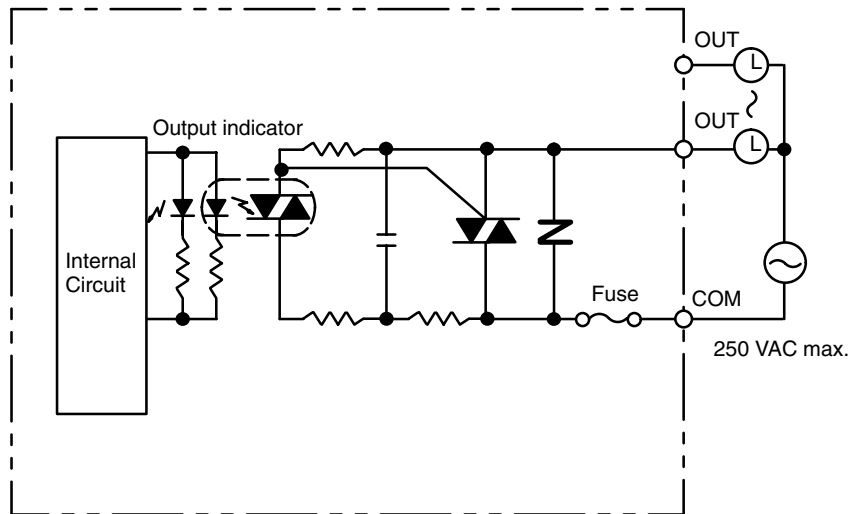 OUT
L
OUT
L
Output indicator
Internal
Circuit
Fuse
COM
250 VAC max.